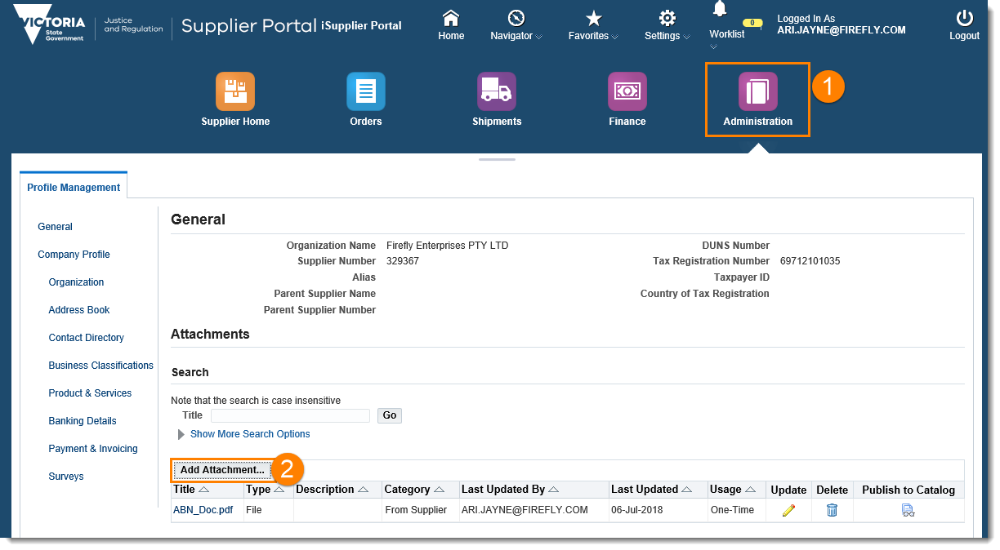 VICTORIA
State
Government
Justice
and Regulation
Supplier Portal iSupplier Portal
Home
Navigator
Favorites
Settings
Worklist
0
Logged In As
ARI.JAYNE@FIREFLY.COM
Logout
Supplier Home
Orders
Shipments
Finance
Administration
1
Profile Management
General
Company Profile
Organization
Address Book
Contact Directory
Business Classifications
Product & Services
Banking Details
Payment & Invoicing
Surveys
General
Organization Name Firefly Enterprises PTY LTD
Supplier Number 329367
Alias
Parent Supplier Name
Parent Supplier Number
DUNS Number
Tax Registration Number 69712101035
Taxpayer ID
Country of Tax Registration
Attachments
Search
Note that the search is case insensitive
Title Go
Show More Search Options
Add Attachment... 2
Title Type Description Category Last Updated By Last Updated Usage Update Delete Publish to Catalog
ABN_Doc.pdf File From Supplier ARI.JAYNE@FIREFLY.COM 06-Jul-2018 One-Time